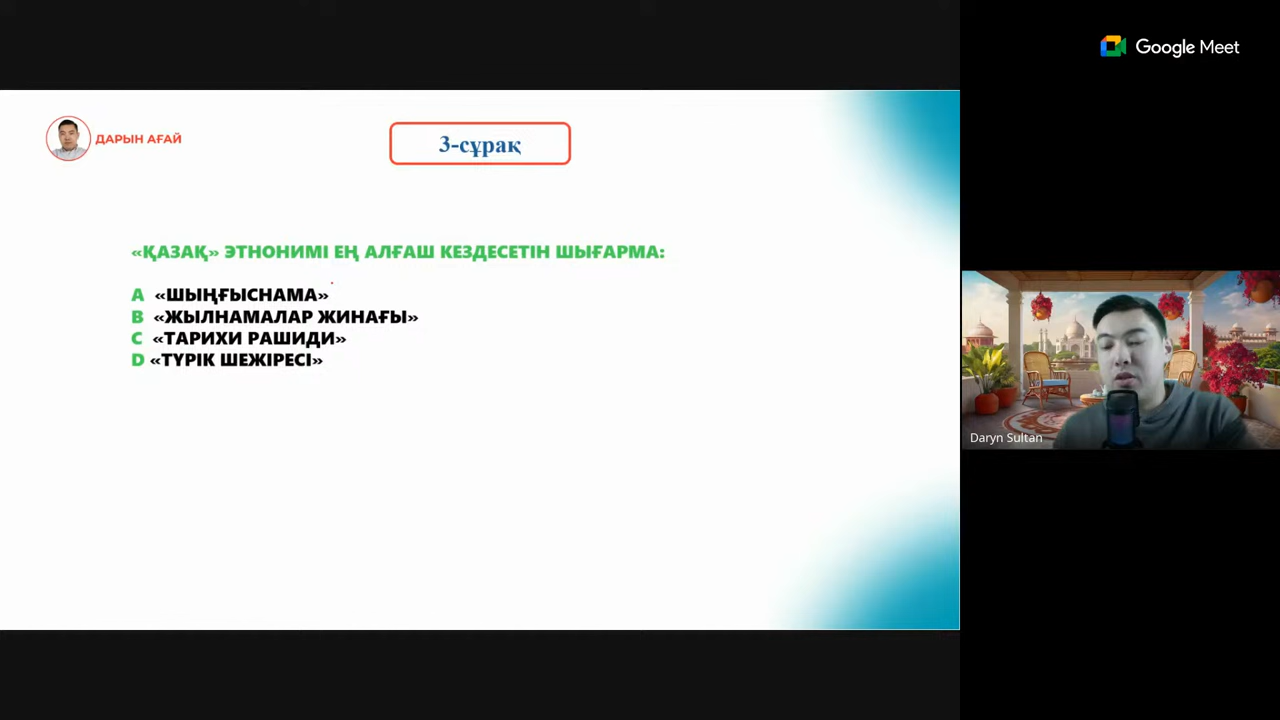 Google Meet
ДАРЫН АҒАЙ
3-сұрақ
«ҚАЗАҚ» ЭТНОНИМІ ЕҢ АЛҒАШ КЕЗДЕСЕТІН ШЫҒАРМА:
A «ШЫҢҒЫСНАМА»
B «ЖЫЛНАМАЛАР ЖИНАҒЫ»
C «ТАРИХИ РАШИДИ»
D «ТҮРІК ШЕЖІРЕСІ»
Daryn Sultan